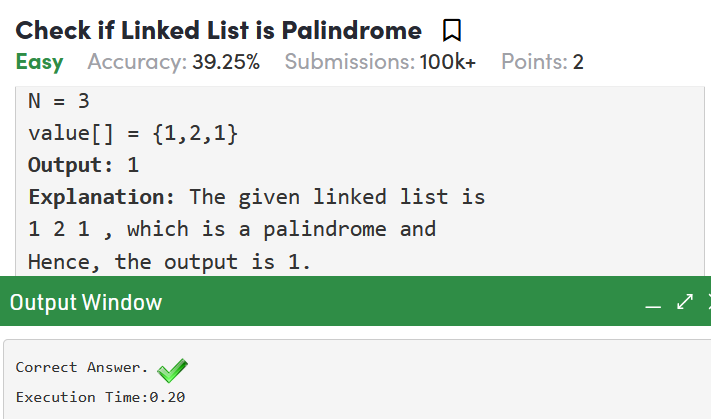 Check if Linked List is Palindrome
Easy Accuracy: 39.25% Submissions: 100k+ Points: 2
N = 3
value[] = {1,2,1}
Output: 1
Explanation: The given linked list is
1 2 1 , which is a palindrome and
Hence, the output is 1.
Output Window
Correct Answer.
Execution Time:0.20